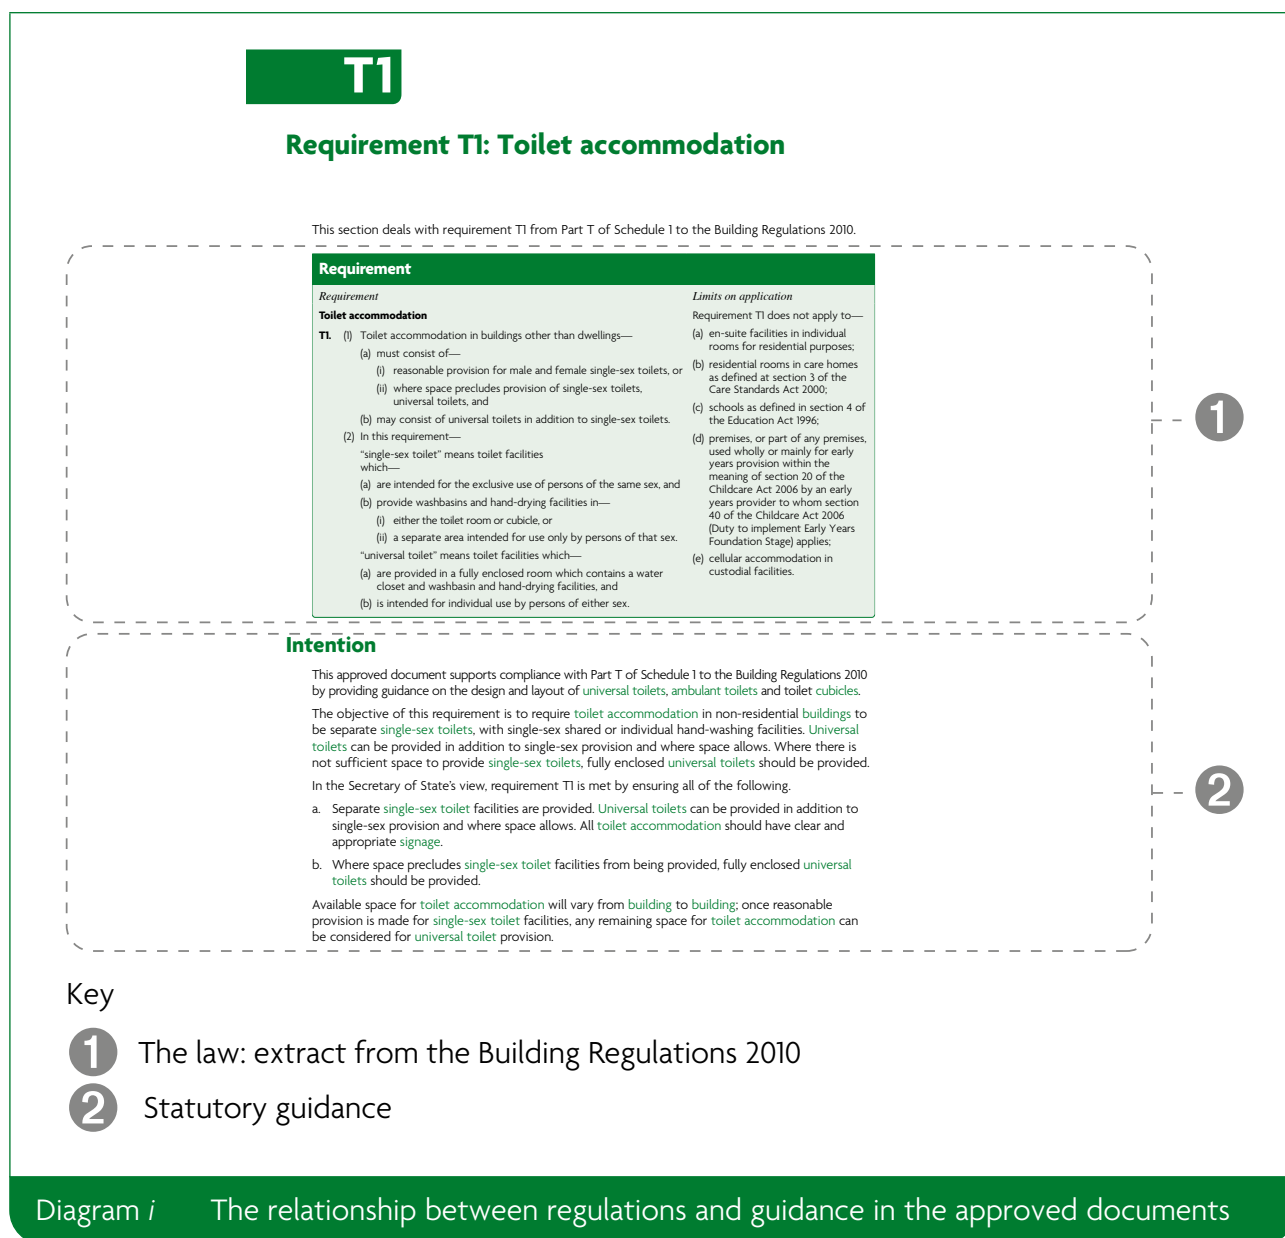 T1
Requirement T1: Toilet accommodation
This section deals with requirement T1 from Part T of Schedule 1 to the Building Regulations 2010.
Requirement
Requirement
Toilet accommodation
T1. (1) Toilet accommodation in buildings other than dwellings—
(a) must consist of—
(i) reasonable provision for male and female single-sex toilets, or
(ii) where space precludes provision of single-sex toilets,
universal toilets, and
(b) may consist of universal toilets in addition to single-sex toilets.
(2) In this requirement—
“single-sex toilet” means toilet facilities
which—
(a) are intended for the exclusive use of persons of the same sex, and
(b) provide washbasins and hand-drying facilities in—
(i) either the toilet room or cubicle, or
(ii) a separate area intended for use only by persons of that sex.
“universal toilet” means toilet facilities which—
(a) are provided in a fully enclosed room which contains a water
closet and washbasin and hand-drying facilities, and
(b) is intended for individual use by persons of either sex.
Limits on application
Requirement T1 does not apply to—
(a) en-suite facilities in individual
rooms for residential purposes;
(b) residential rooms in care homes
as defined at section 3 of the
Care Standards Act 2000;
(c) schools as defined in section 4 of
the Education Act 1996;
(d) premises, or part of any premises,
used wholly or mainly for early
years provision within the
meaning of section 20 of the
Childcare Act 2006 by an early
years provider to whom section
40 of the Childcare Act 2006
(Duty to implement Early Years
Foundation Stage) applies;
(e) cellular accommodation in
custodial facilities.
1
Intention
This approved document supports compliance with Part T of Schedule 1 to the Building Regulations 2010
by providing guidance on the design and layout of universal toilets, ambulant toilets and toilet cubicles.
The objective of this requirement is to require toilet accommodation in non-residential buildings to
be separate single-sex toilets, with single-sex shared or individual hand-washing facilities. Universal
toilets can be provided in addition to single-sex provision and where space allows. Where there is
not sufficient space to provide single-sex toilets, fully enclosed universal toilets should be provided.
In the Secretary of State’s view, requirement T1 is met by ensuring all of the following.
a. Separate single-sex toilet facilities are provided. Universal toilets can be provided in addition to
single-sex provision and where space allows. All toilet accommodation should have clear and
appropriate signage.
b. Where space precludes single-sex toilet facilities from being provided, fully enclosed universal
toilets should be provided.
Available space for toilet accommodation will vary from building to building; once reasonable
provision is made for single-sex toilet facilities, any remaining space for toilet accommodation can
be considered for universal toilet provision.
2
Key
1 The law: extract from the Building Regulations 2010
2 Statutory guidance
Diagram i The relationship between regulations and guidance in the approved documents